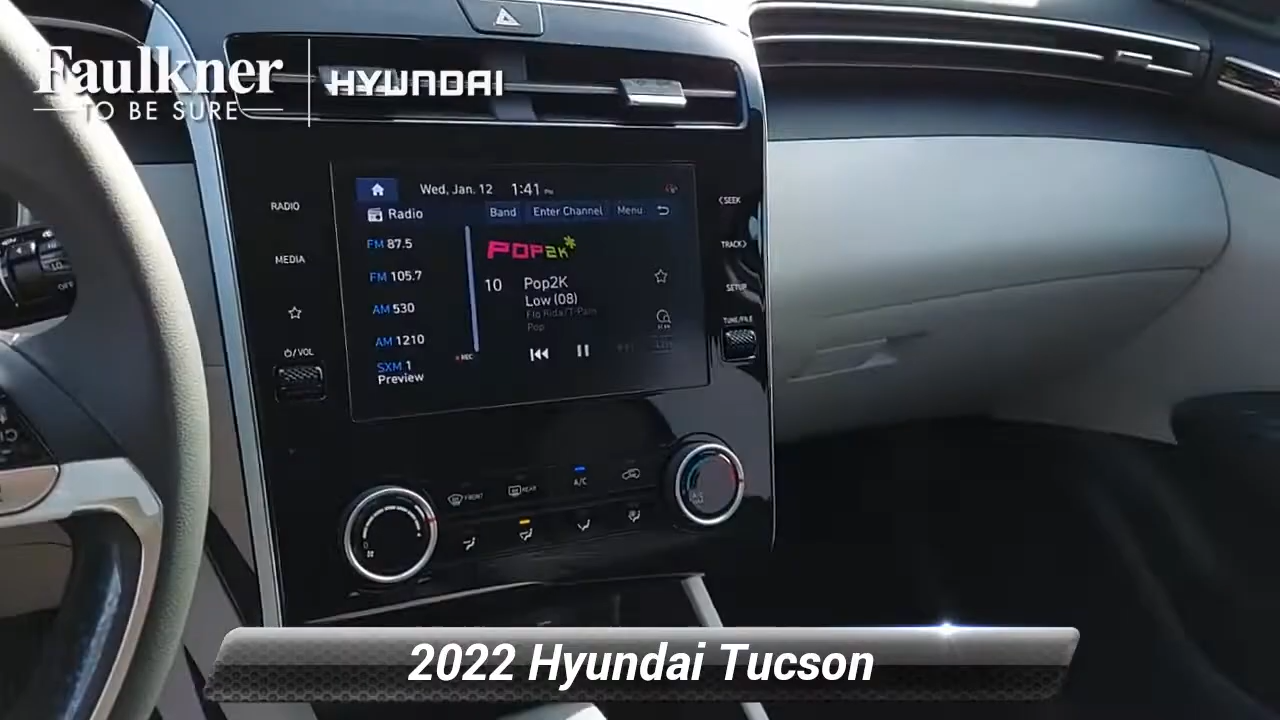 Faulkner
TO BE SURE
HYUNDAI
Wed, Jan. 12 1:41
RADIO
Radio
Band Enter Channel Menu
SEEK
FM 87.5
POP2K
MEDIA
TRACK
FM 105.7
10 Pop2K
SETUP
AM 530
Low (08)
Flo Rida/T-Pain
Pop
TUNE/FILE
AM 1210
/VOL
REC
SXM 1
Preview
FRONT
REAR
A/C
OFF
2022 Hyundai Tucson